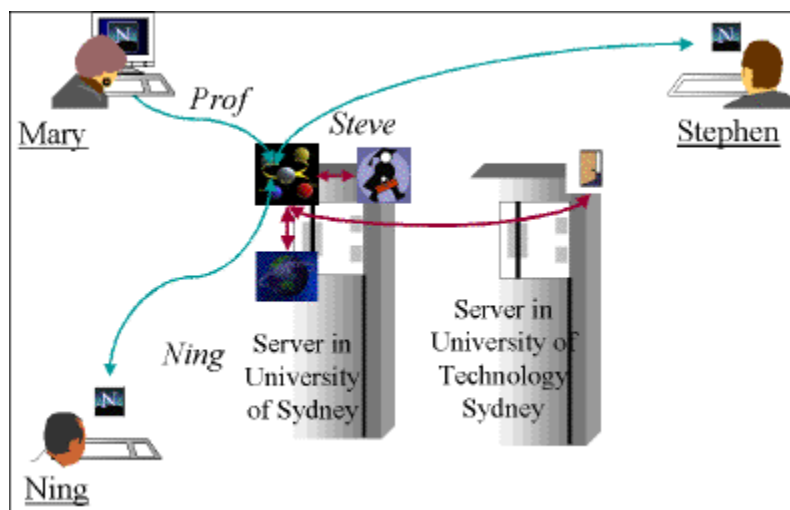 N
N
Prof
Steve
Mary
Stephen
Ning
Server in
University
of Sydney
Server in
University of
Technology
Sydney
N
Ning